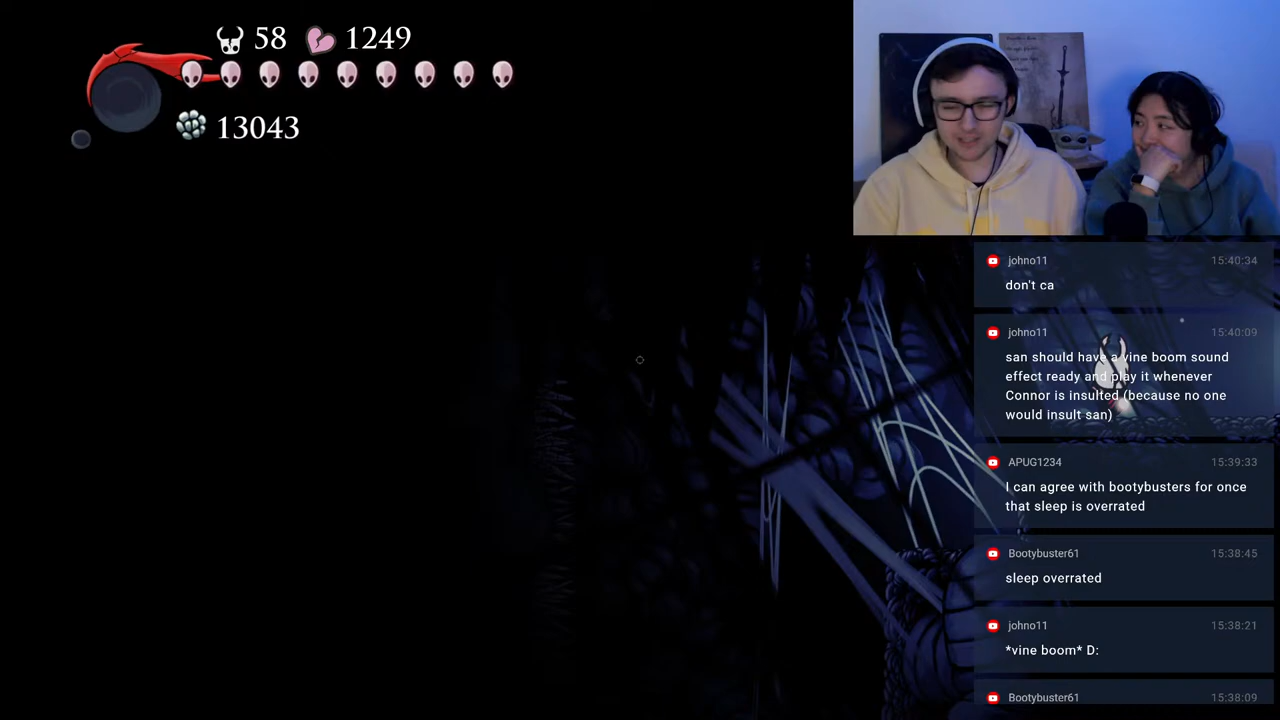 58 1249
13043
johno11 15:40:34
don't ca
johno11 15:40:09
san should have a vine boom sound
effect ready and play it whenever
Connor is insulted (because no one
would insult san)
APUG1234 15:39:33
I can agree with bootybusters for once
that sleep is overrated
Bootybuster61 15:38:45
sleep overrated
johno11 15:38:21
*vine boom* D:
Bootybuster61 15:38:09